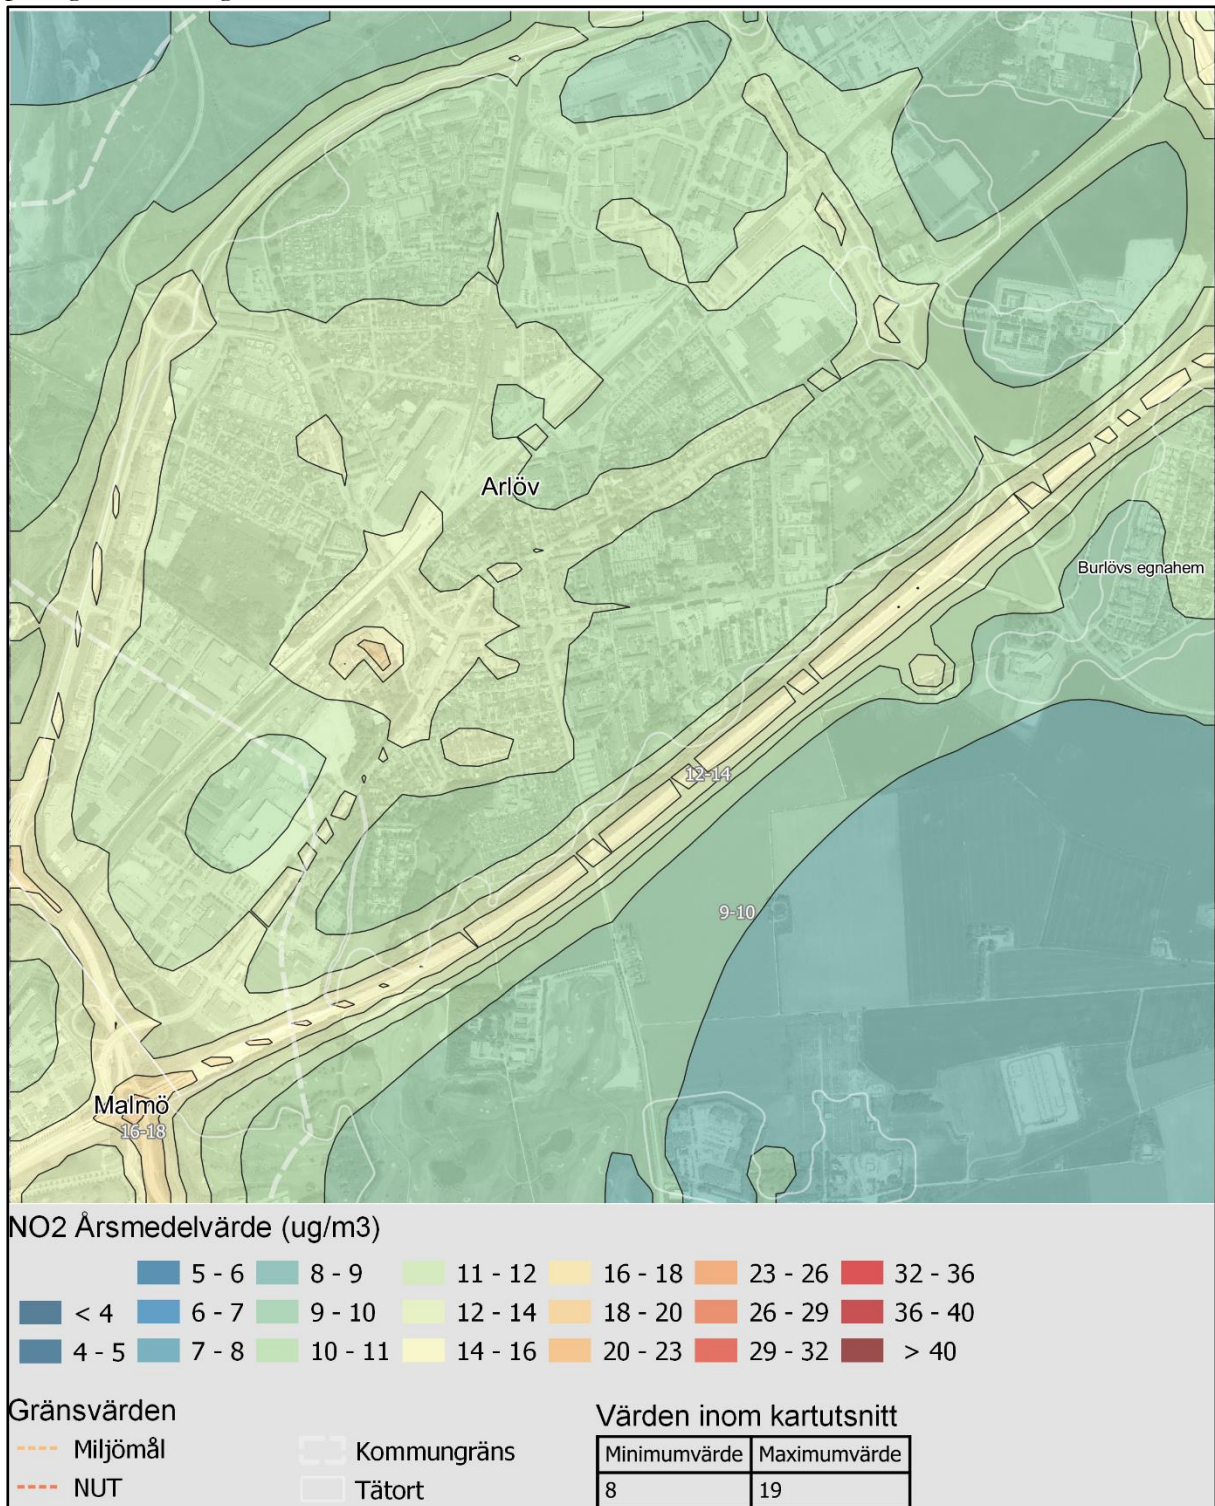 Arlöv
Burlövs egnahem
12-14
9-10
Malmö
16-18
NO2 Årsmedelvärde (ug/m3)
5 - 6 8 - 9 11 - 12 16 - 18 23 - 26 32 - 36
< 4 6 - 7 9 - 10 12 - 14 18 - 20 26 - 29 36 - 40
4 - 5 7 - 8 10 - 11 14 - 16 20 - 23 29 - 32 > 40
Gränsvärden
Miljömål
NUT
Kommungräns
Tätort
Värden inom kartutsnitt
Minimumvärde Maximumvärde
8 19